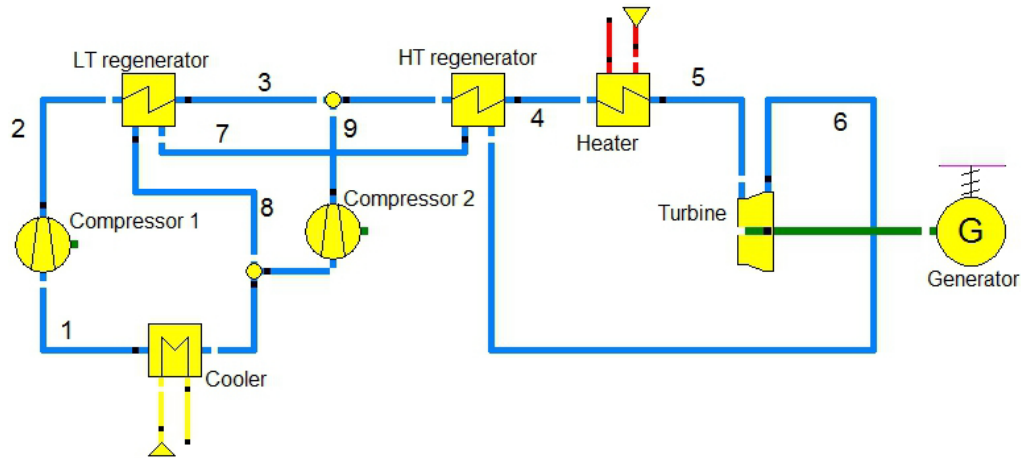 LT regenerator
HT regenerator
3
5
2
7
9
4
6
Heater
Compressor 1
8
Compressor 2
Turbine
G
Generator
1
Cooler